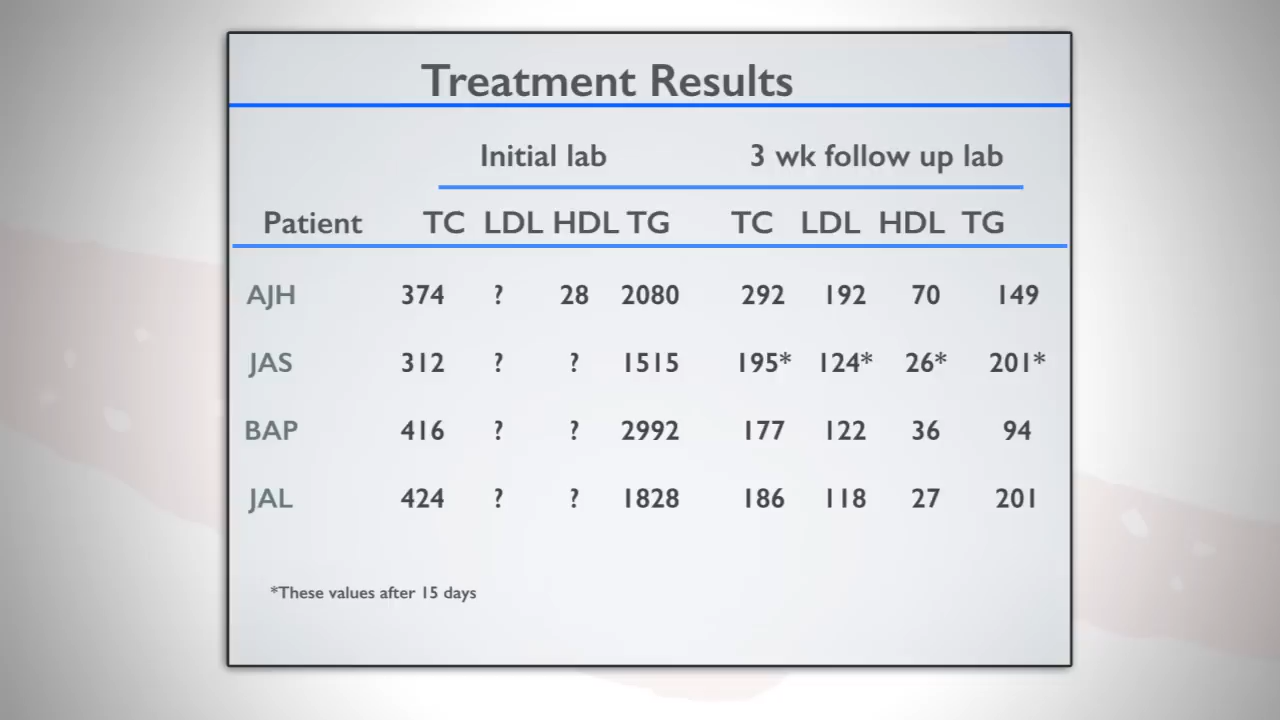 Treatment Results
Initial lab 3 wk follow up lab
Patient TC LDL HDL TG TC LDL HDL TG
AJH 374 ? 28 2080 292 192 70 149
JAS 312 ? ? 1515 195* 124* 26* 201*
BAP 416 ? ? 2992 177 122 36 94
JAL 424 ? ? 1828 186 118 27 201
*These values after 15 days